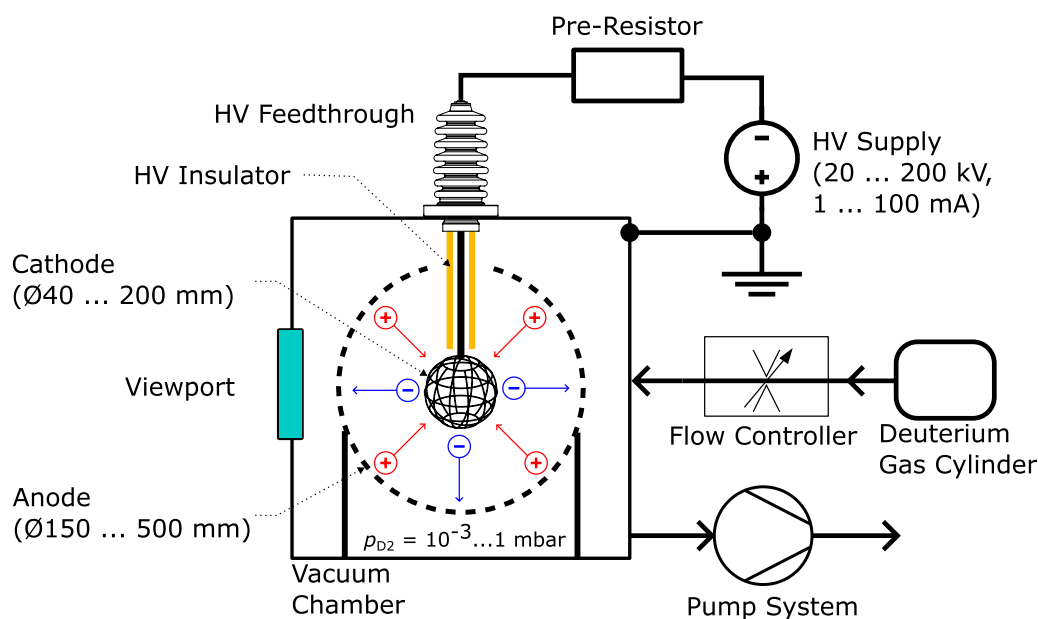 Pre-Resistor
HV Feedthrough
HV Supply
(20 ... 200 kV,
1 ... 100 mA)
HV Insulator
Cathode
(Ø40 ... 200 mm)
Viewport
Flow Controller
Deuterium
Gas Cylinder
Anode
(Ø150 ... 500 mm)
p_D2 = 10^-3...1 mbar
Vacuum
Chamber
Pump System